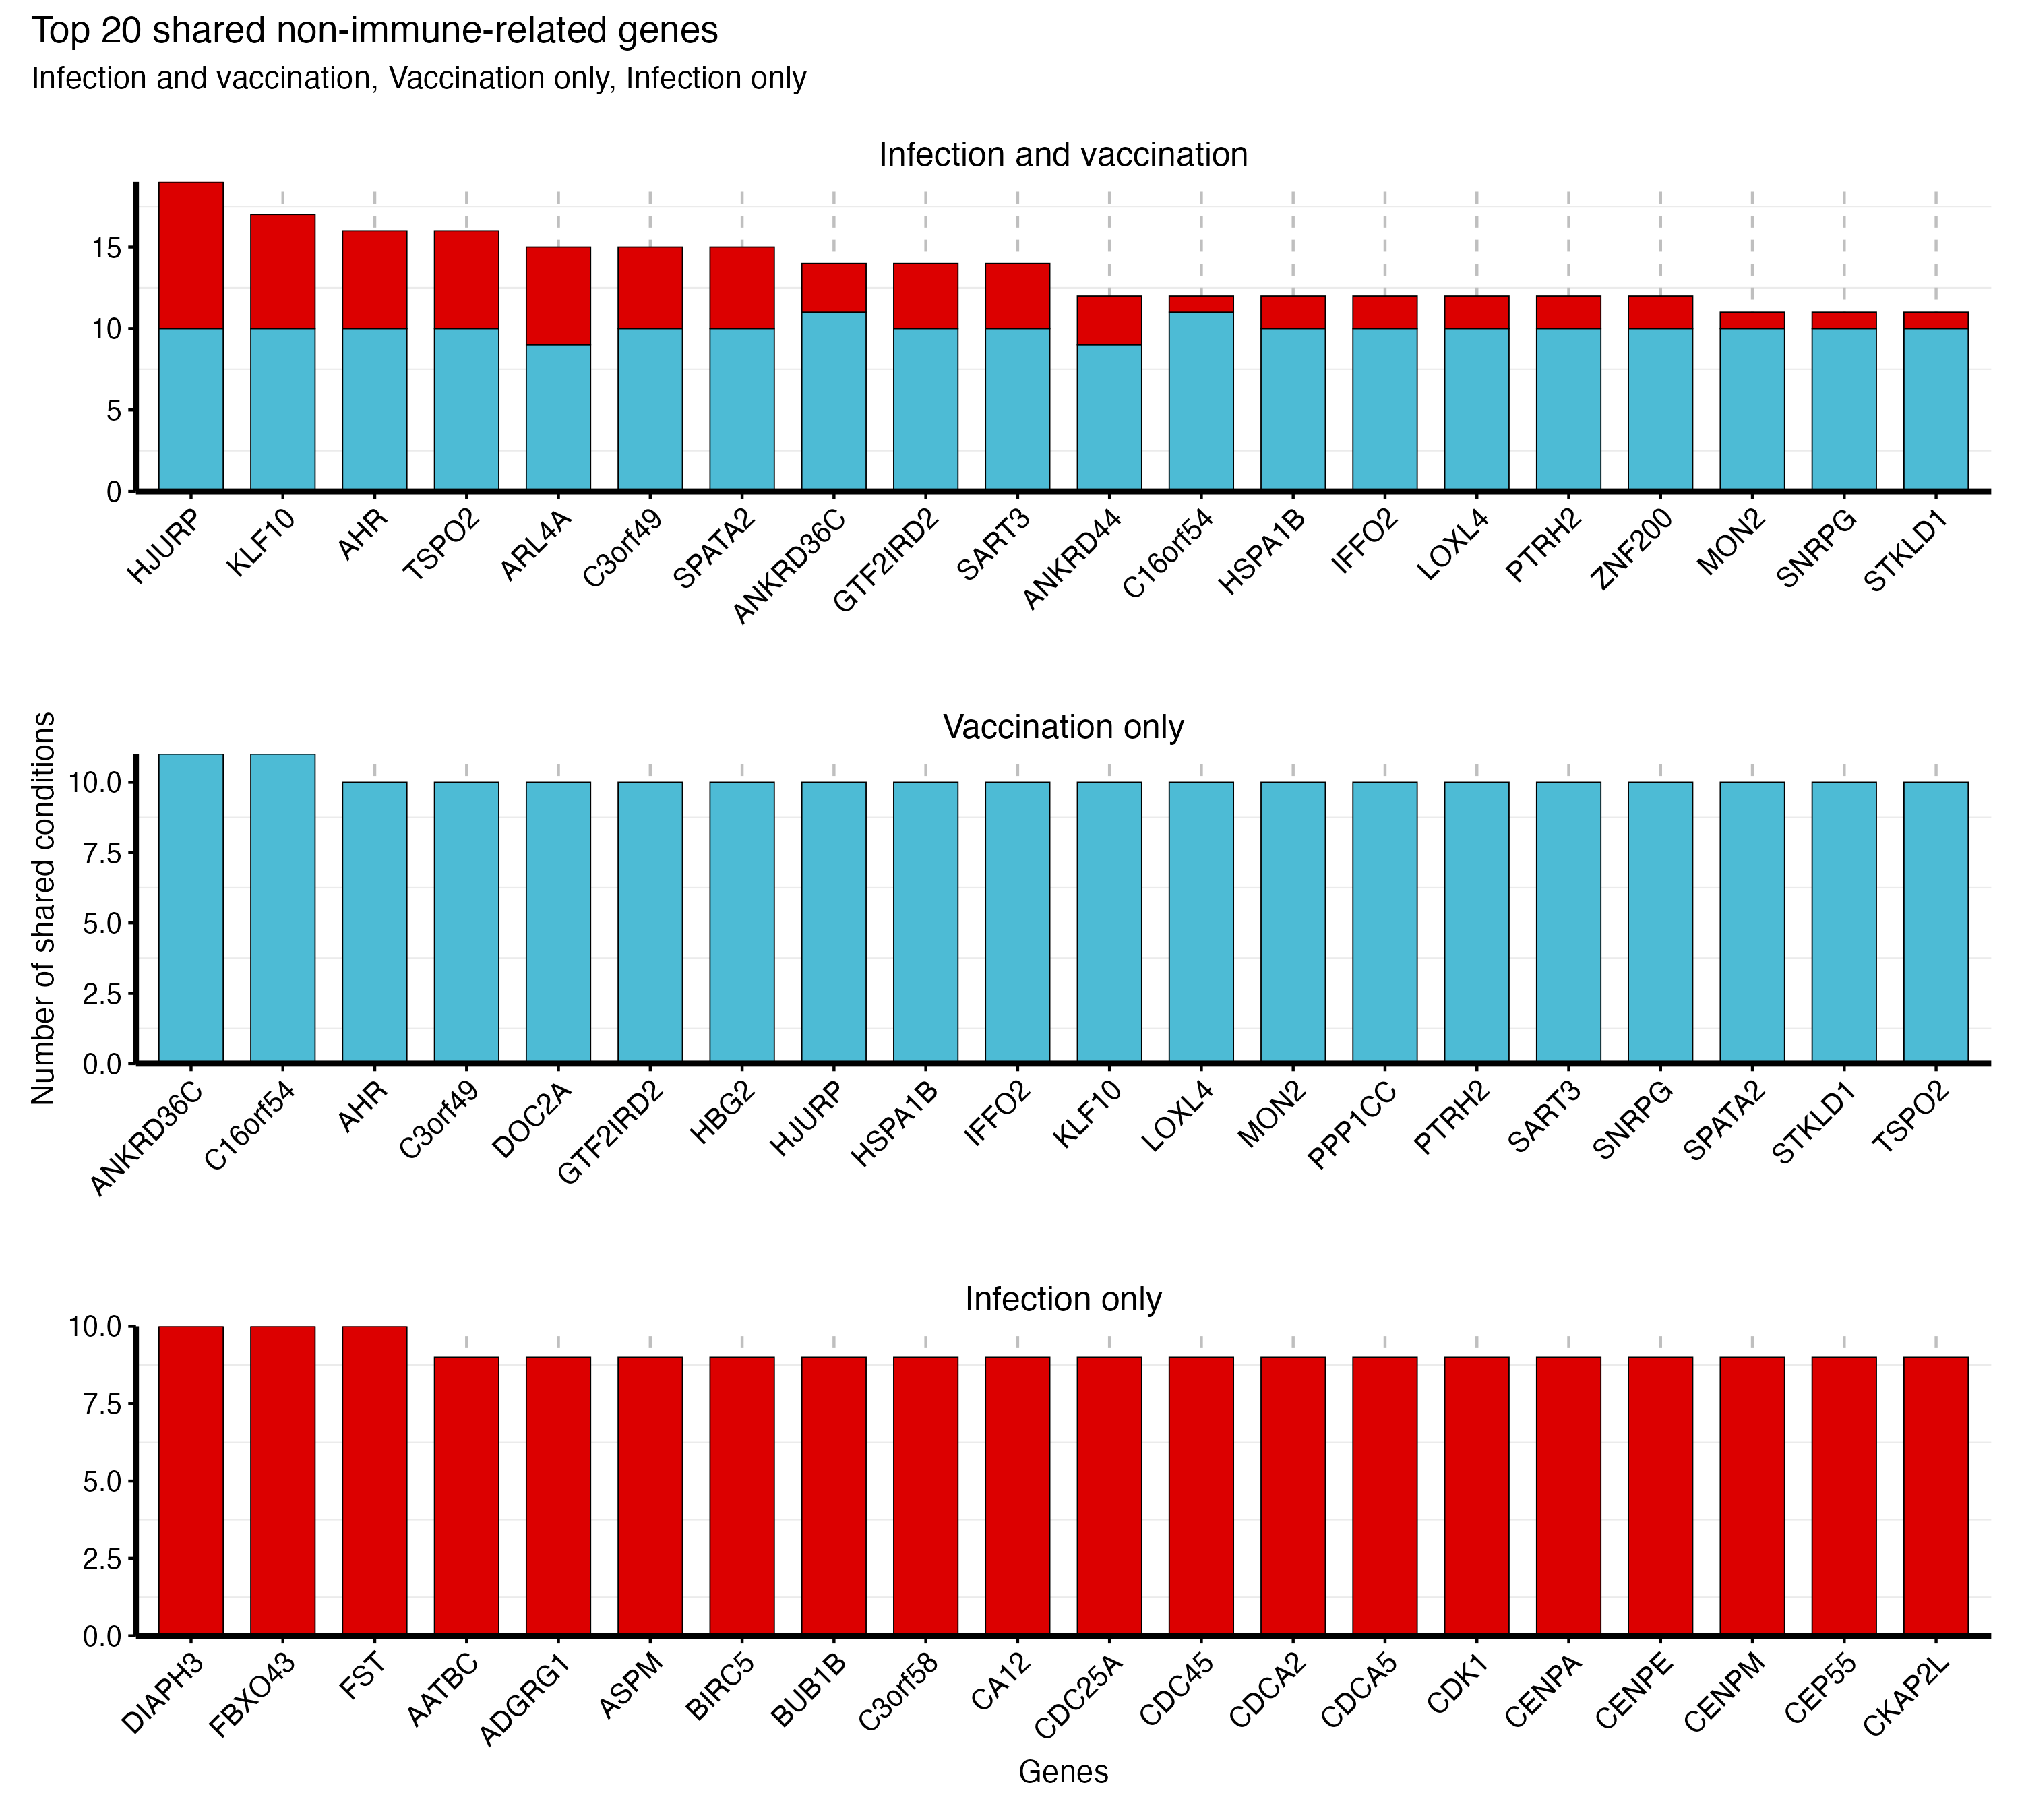 Top 20 shared non-immune-related genes
Infection and vaccination, Vaccination only, Infection only
Number of shared conditions
Infection and vaccination
15
10
5
0
HJURP
KLF10
AHR
TSPO2
ARL4A
C3orf49
SPATA2
ANKRD36C
GTF2IRD2
SART3
ANKRD44
C16orf54
HSPA1B
IFFO2
LOXL4
PTRH2
ZNF200
MON2
SNRPG
STKLD1
Vaccination only
10.0
7.5
5.0
2.5
0.0
ANKRD36C
C16orf54
AHR
C3orf49
DOC2A
GTF2IRD2
HBG2
HJURP
HSPA1B
IFFO2
KLF10
LOXL4
MON2
PPP1CC
PTRH2
SART3
SNRPG
SPATA2
STKLD1
TSPO2
Infection only
10.0
7.5
5.0
2.5
0.0
DIAPH3
FBXO43
FST
AATBC
ADGRG1
ASPM
BIRC5
BUB1B
C3orf58
CA12
CDC25A
CDC45
CDCA2
CDCA5
CDK1
CENPA
CENPE
CENPM
CEP55
CKAP2L
Genes